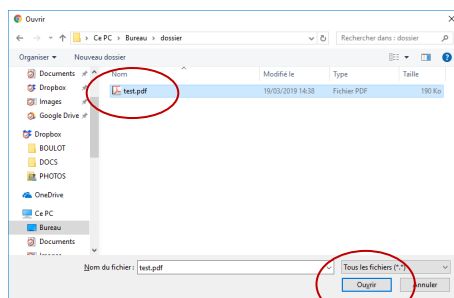 Ouvrir
Ce PC > Bureau > dossier
Rechercher dans : dossier
Organiser
Nouveau dossier
Nom
Modifié le
Type
Taille
test.pdf
19/03/2019 14:38
Fichier PDF
190 Ko
Documents
Dropbox
Images
Google Drive
Dropbox
BOULOT
DOCS
PHOTOS
OneDrive
Ce PC
Bureau
Documents
Nom du fichier : test.pdf
Tous les fichiers (*.*)
Ouvrir
Annuler